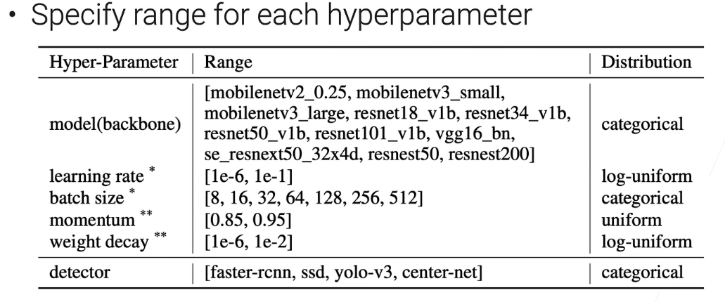 • Specify range for each hyperparameter
Hyper-Parameter Range Distribution
[mobilenetv2_0.25, mobilenetv3_small,
mobilenetv3_large, resnet18_v1b, resnet34_v1b,
model(backbone) resnet50_v1b, resnet101_v1b, vgg16_bn, categorical
se_resnext50_32x4d, resnest50, resnest200]
learning rate * [1e-6, 1e-1] log-uniform
batch size * [8, 16, 32, 64, 128, 256, 512] categorical
momentum ** [0.85, 0.95] uniform
weight decay ** [1e-6, 1e-2] log-uniform
detector [faster-rcnn, ssd, yolo-v3, center-net] categorical